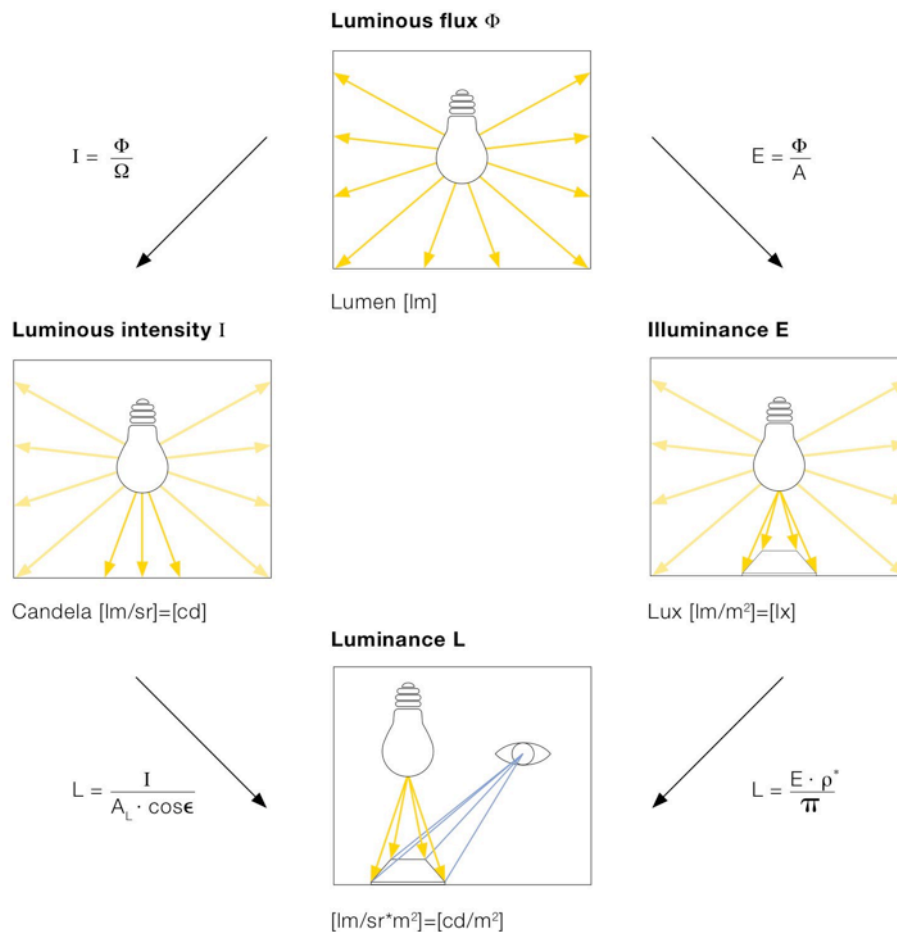 Luminous flux Φ
I = Φ/Ω
E = Φ/A
Lumen [lm]
Luminous intensity I
Illuminance E
Candela [lm/sr]=[cd]
Lux [lm/m²]=[lx]
Luminance L
L = I/(A_L · cosϵ)
L = (E · ρ*)/π
[lm/sr*m²]=[cd/m²]